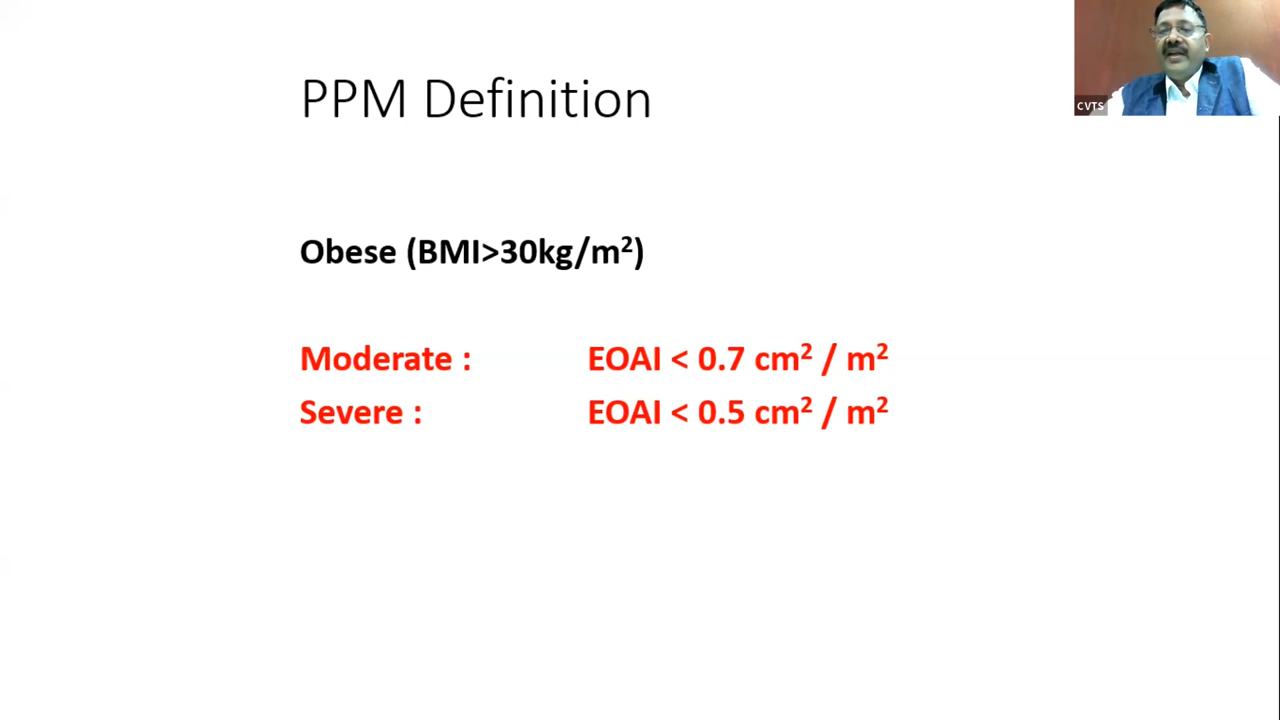 PPM Definition
CVTS
Obese (BMI>30kg/m²)
Moderate : EOAI < 0.7 cm² / m²
Severe : EOAI < 0.5 cm² / m²